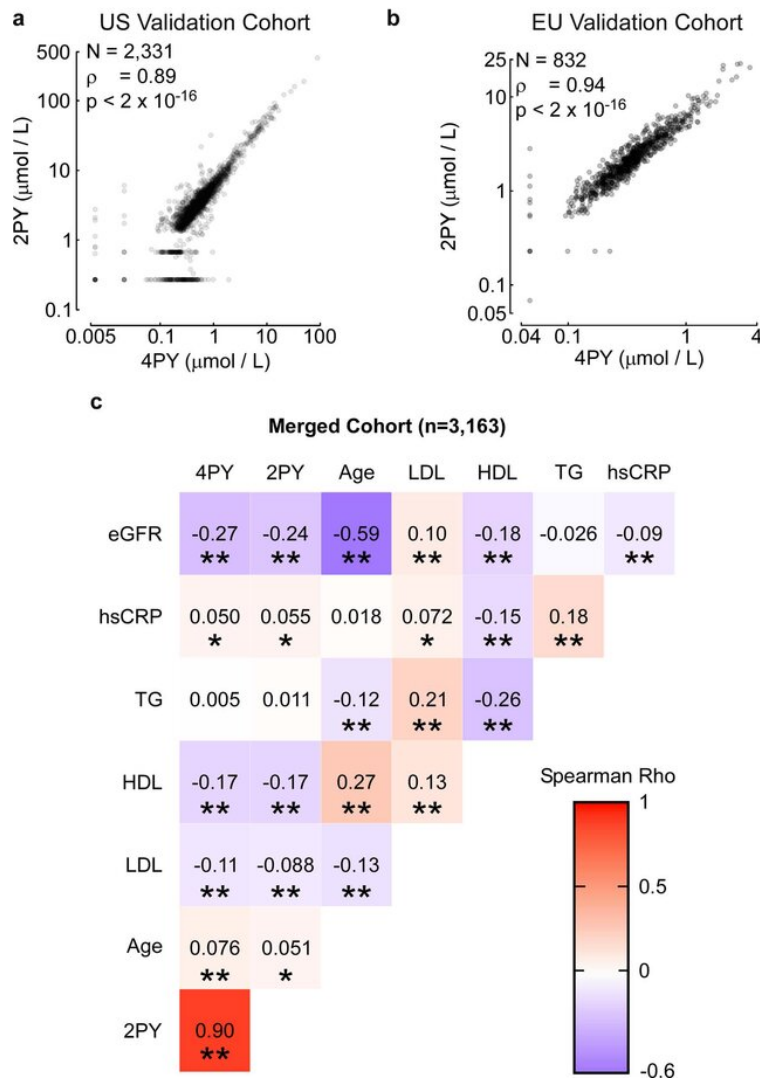 a
US Validation Cohort
N = 2,331
ρ = 0.89
p < 2 x 10-16
500
100
10
1
0.1
2PY (μmol / L)
0.005 0.1 1 10 100
4PY (μmol / L)
b
EU Validation Cohort
N = 832
ρ = 0.94
p < 2 x 10-16
25
10
1
0.1
0.05
2PY (μmol / L)
0.04 0.1 1 4
4PY (μmol / L)
c
Merged Cohort (n=3,163)
4PY 2PY Age LDL HDL TG hsCRP
eGFR -0.27 -0.24 -0.59 0.10 -0.18 -0.026 -0.09
** ** ** ** ** **
hsCRP 0.050 0.055 0.018 0.072 -0.15 0.18
* * * ** **
TG 0.005 0.011 -0.12 0.21 -0.26
** ** **
HDL -0.17 -0.17 0.27 0.13
** ** ** **
LDL -0.11 -0.088 -0.13
** ** **
Age 0.076 0.051
** *
2PY 0.90
**
Spearman Rho
1
0.5
0
-0.6